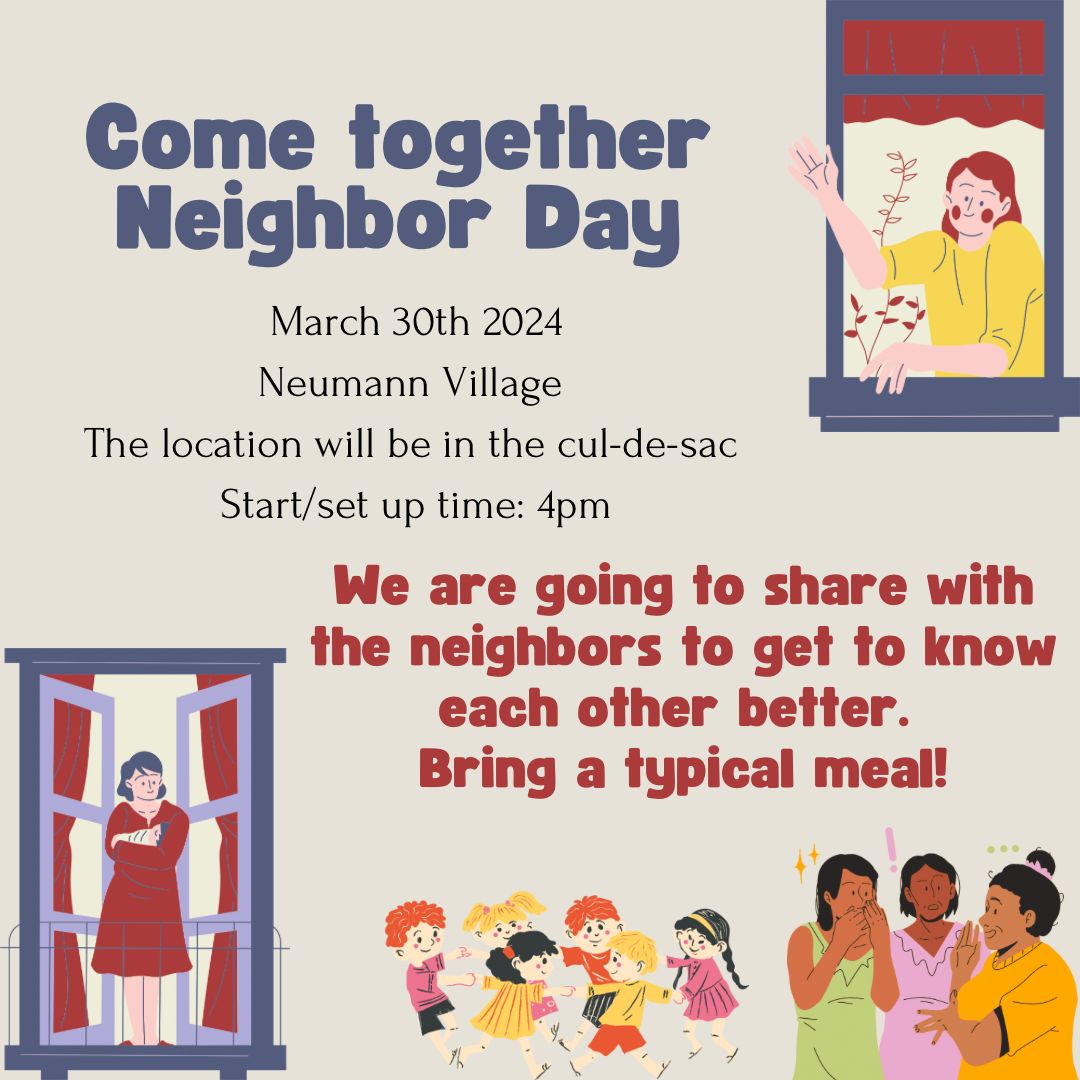 Come together
Neighbor Day
March 30th 2024
Neumann Village
The location will be in the cul-de-sac
Start/set up time: 4pm
We are going to share with
the neighbors to get to know
each other better.
Bring a typical meal!